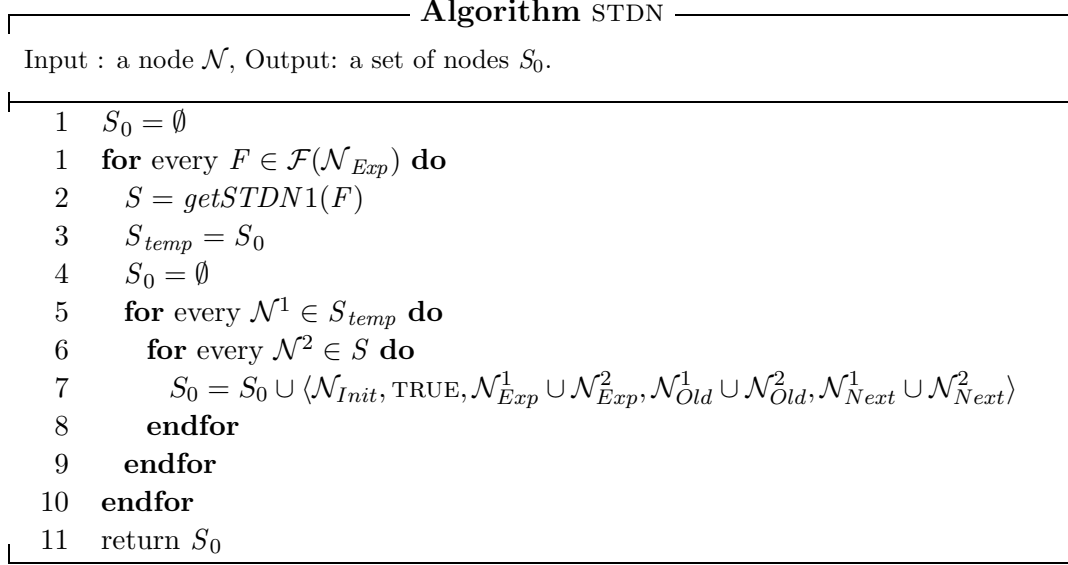 Algorithm STDN
Input : a node 𝒩, Output: a set of nodes S₀.
1 S₀ = ∅
1 for every F ∈ ℱ(𝒩_Exp) do
2 S = getSTDN1(F)
3 S_temp = S₀
4 S₀ = ∅
5 for every 𝒩¹ ∈ S_temp do
6 for every 𝒩² ∈ S do
7 S₀ = S₀ ∪ ⟨𝒩_Init, TRUE, 𝒩¹_Exp ∪ 𝒩²_Exp, 𝒩¹_Old ∪ 𝒩²_Old, 𝒩¹_Next ∪ 𝒩²_Next⟩
8 endfor
9 endfor
10 endfor
11 return S₀